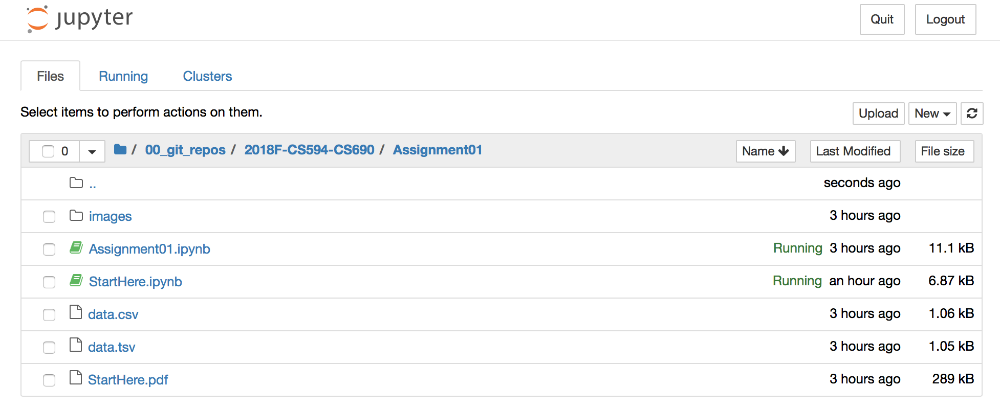 jupyter Quit Logout
Files Running Clusters
Select items to perform actions on them. Upload New
0 / 00_git_repos / 2018F-CS594-CS690 / Assignment01 Name Last Modified File size
.. seconds ago
images 3 hours ago
Assignment01.ipynb Running 3 hours ago 11.1 kB
StartHere.ipynb Running an hour ago 6.87 kB
data.csv 3 hours ago 1.06 kB
data.tsv 3 hours ago 1.05 kB
StartHere.pdf 3 hours ago 289 kB